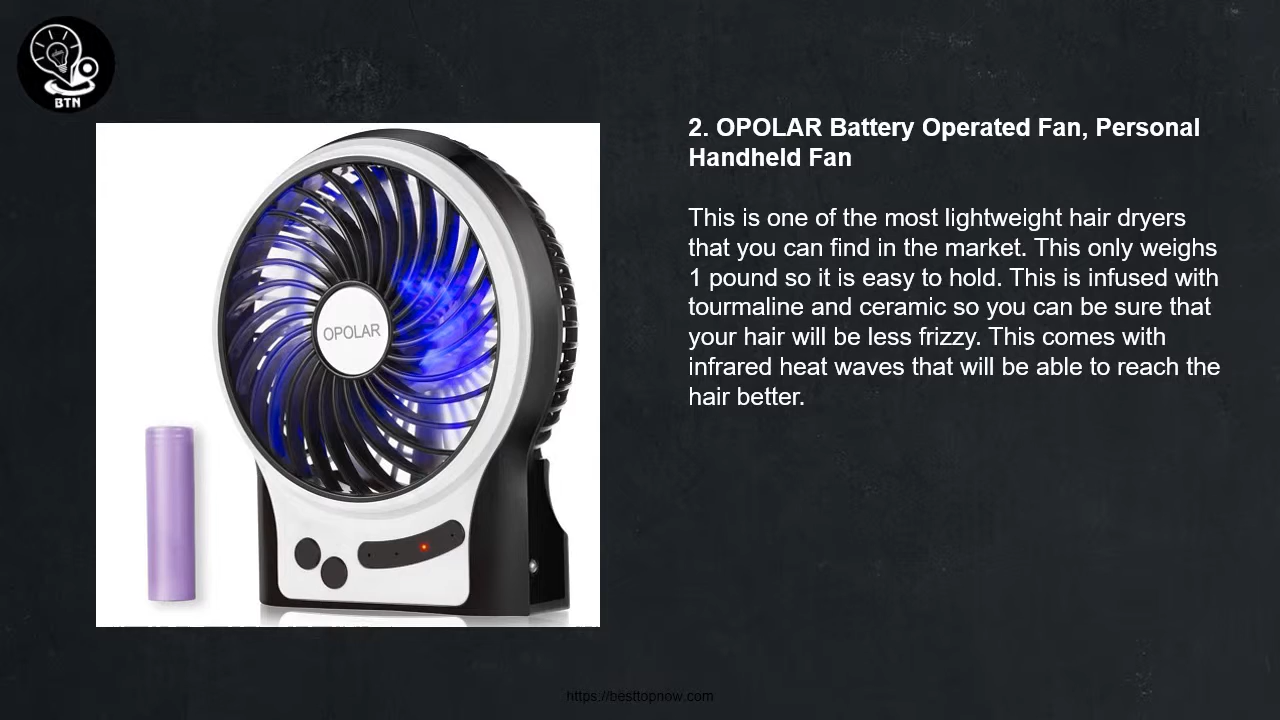 BTN
2. OPOLAR Battery Operated Fan, Personal
Handheld Fan
This is one of the most lightweight hair dryers
that you can find in the market. This only weighs
1 pound so it is easy to hold. This is infused with
tourmaline and ceramic so you can be sure that
your hair will be less frizzy. This comes with
infrared heat waves that will be able to reach the
hair better.
OPOLAR
https://besttopnow.com